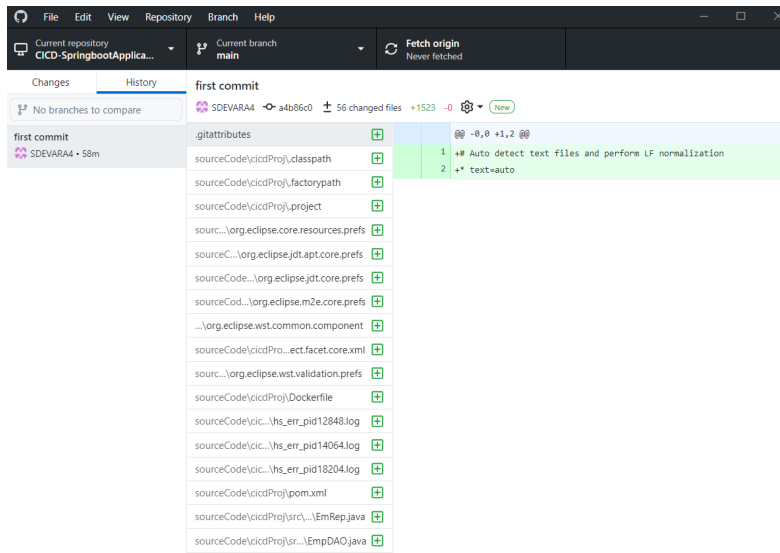 File Edit View Repository Branch Help
Current repository
CICD-SpringbootApplica...
Current branch
main
Fetch origin
Never fetched
Changes History
No branches to compare
first commit
SDEVARA4 • 58m
first commit
SDEVARA4 a4b86c0 56 changed files +1523 -0 New
.gitattributes
sourceCode\cicdProj\.classpath
sourceCode\cicdProj\.factorypath
sourceCode\cicdProj\.project
sourc...\org.eclipse.core.resources.prefs
sourceC...\org.eclipse.jdt.apt.core.prefs
sourceCode...\org.eclipse.jdt.core.prefs
sourceCod...\org.eclipse.m2e.core.prefs
...\org.eclipse.wst.common.component
sourceCode\cicdPro...ect.facet.core.xml
sourc...\org.eclipse.wst.validation.prefs
sourceCode\cicdProj\Dockerfile
sourceCode\cic...\hs_err_pid12848.log
sourceCode\cic...\hs_err_pid14064.log
sourceCode\cic...\hs_err_pid18204.log
sourceCode\cicdProj\pom.xml
sourceCode\cicdProj\src\...\EmRep.java
sourceCode\cicdProj\sr...\EmpDAO.java
@@ -0,0 +1,2 @@
1 +# Auto detect text files and perform LF normalization
2 +* text=auto